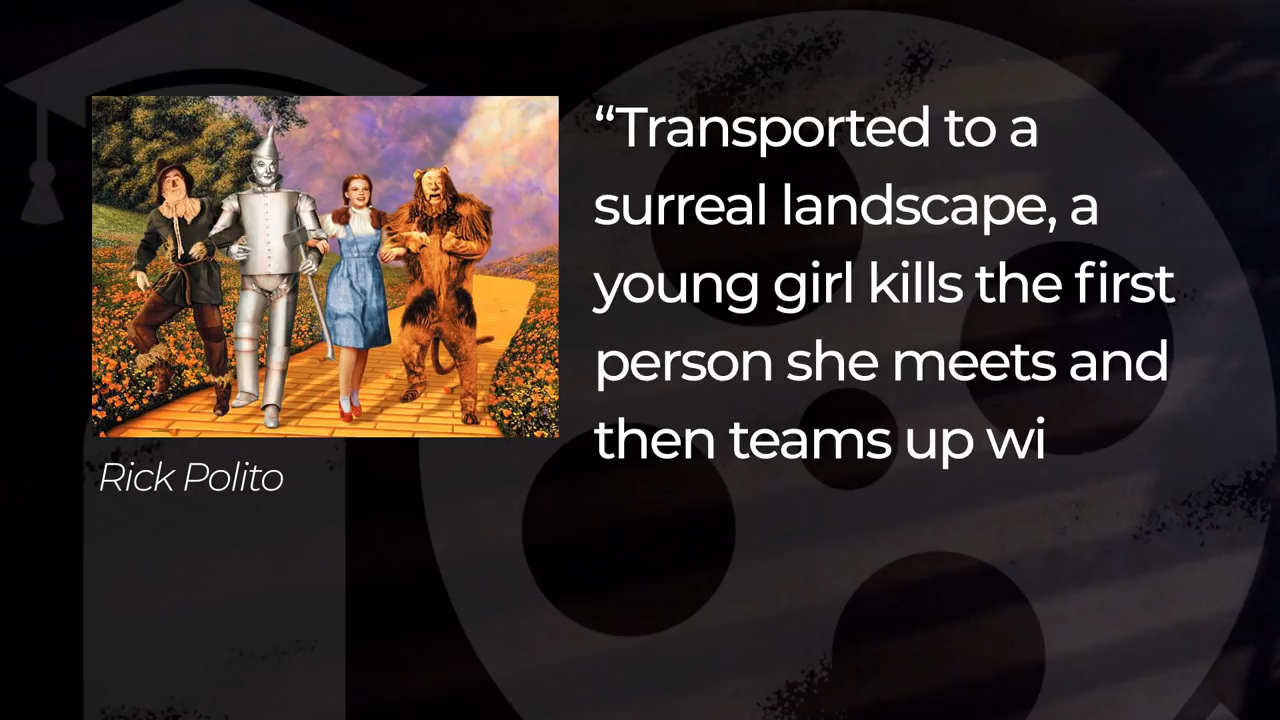 “Transported to a
surreal landscape, a
young girl kills the first
person she meets and
then teams up wi
Rick Polito